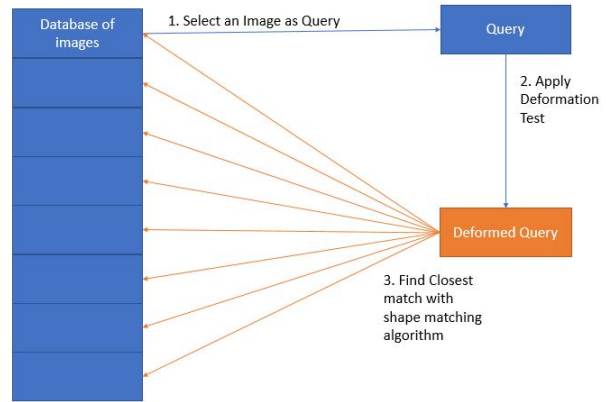 Database of
images
1. Select an Image as Query
Query
2. Apply
Deformation
Test
Deformed Query
3. Find Closest
match with
shape matching
algorithm